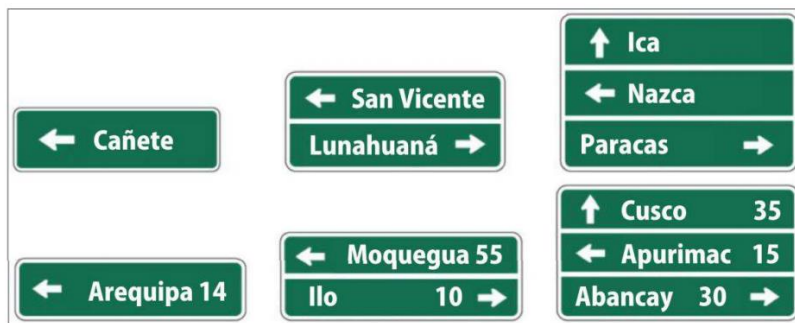 ← Cañete
← San Vicente
Lunahuaná →
↑ Ica
← Nazca
Paracas →
← Arequipa 14
← Moquegua 55
Ilo 10 →
↑ Cusco 35
← Apurimac 15
Abancay 30 →